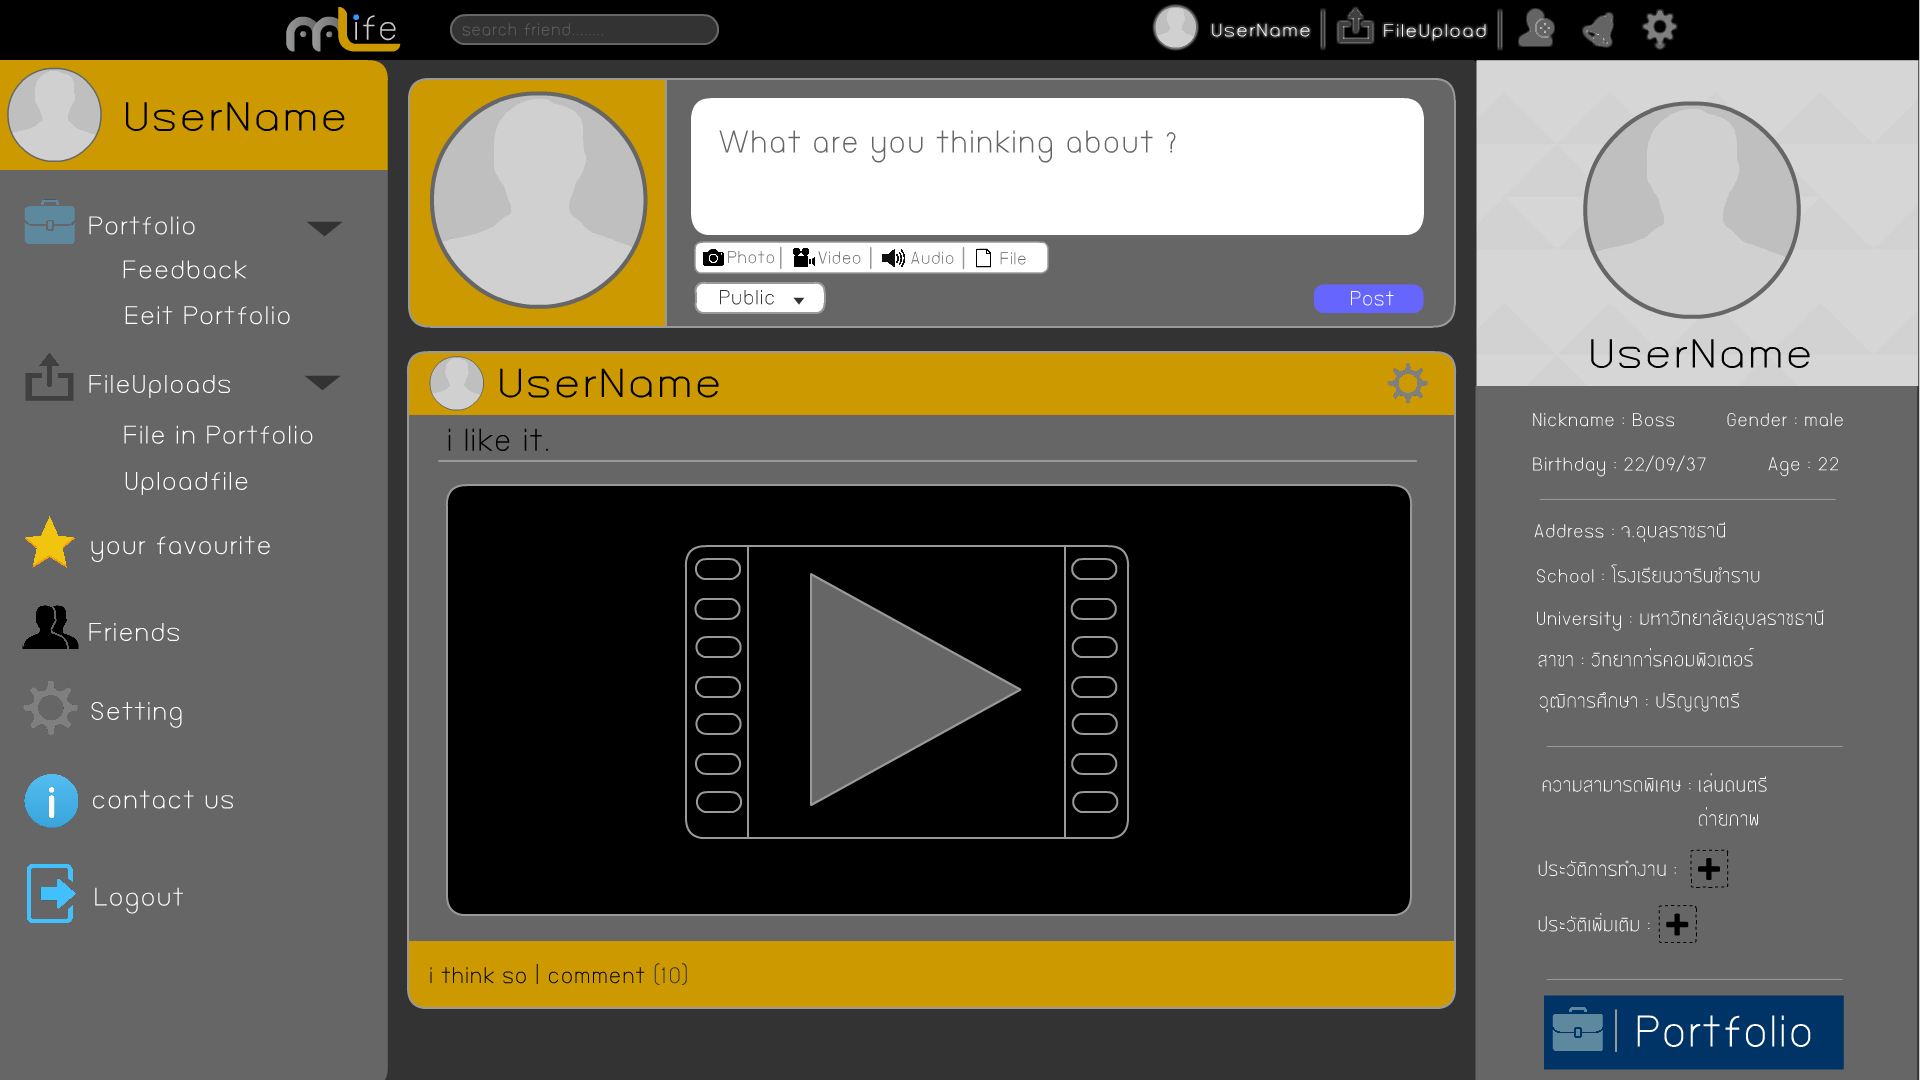 Life
search friend........
UserName
FileUpload
UserName
Portfolio
Feedback
Eeit Portfolio
FileUploads
File in Portfolio
Uploadfile
your favourite
Friends
Setting
contact us
Logout
What are you thinking about ?
Photo | Video | Audio | File
Public
Post
UserName
i like it.
i think so | comment (10)
UserName
Nickname : Boss Gender : male
Birthday : 22/09/37 Age : 22
Address : จ.อุบลราชธานี
School : โรงเรียนวารินชำราบ
University : มหาวิทยาลัยอุบลราชธานี
สาขา : วิทยาการคอมพิวเตอร์
วุฒิการศึกษา : ปริญญาตรี
ความสามารถพิเศษ : เล่นดนตรี
ถ่ายภาพ
ประวัติการทำงาน :
ประวัติเพิ่มเติม :
Portfolio